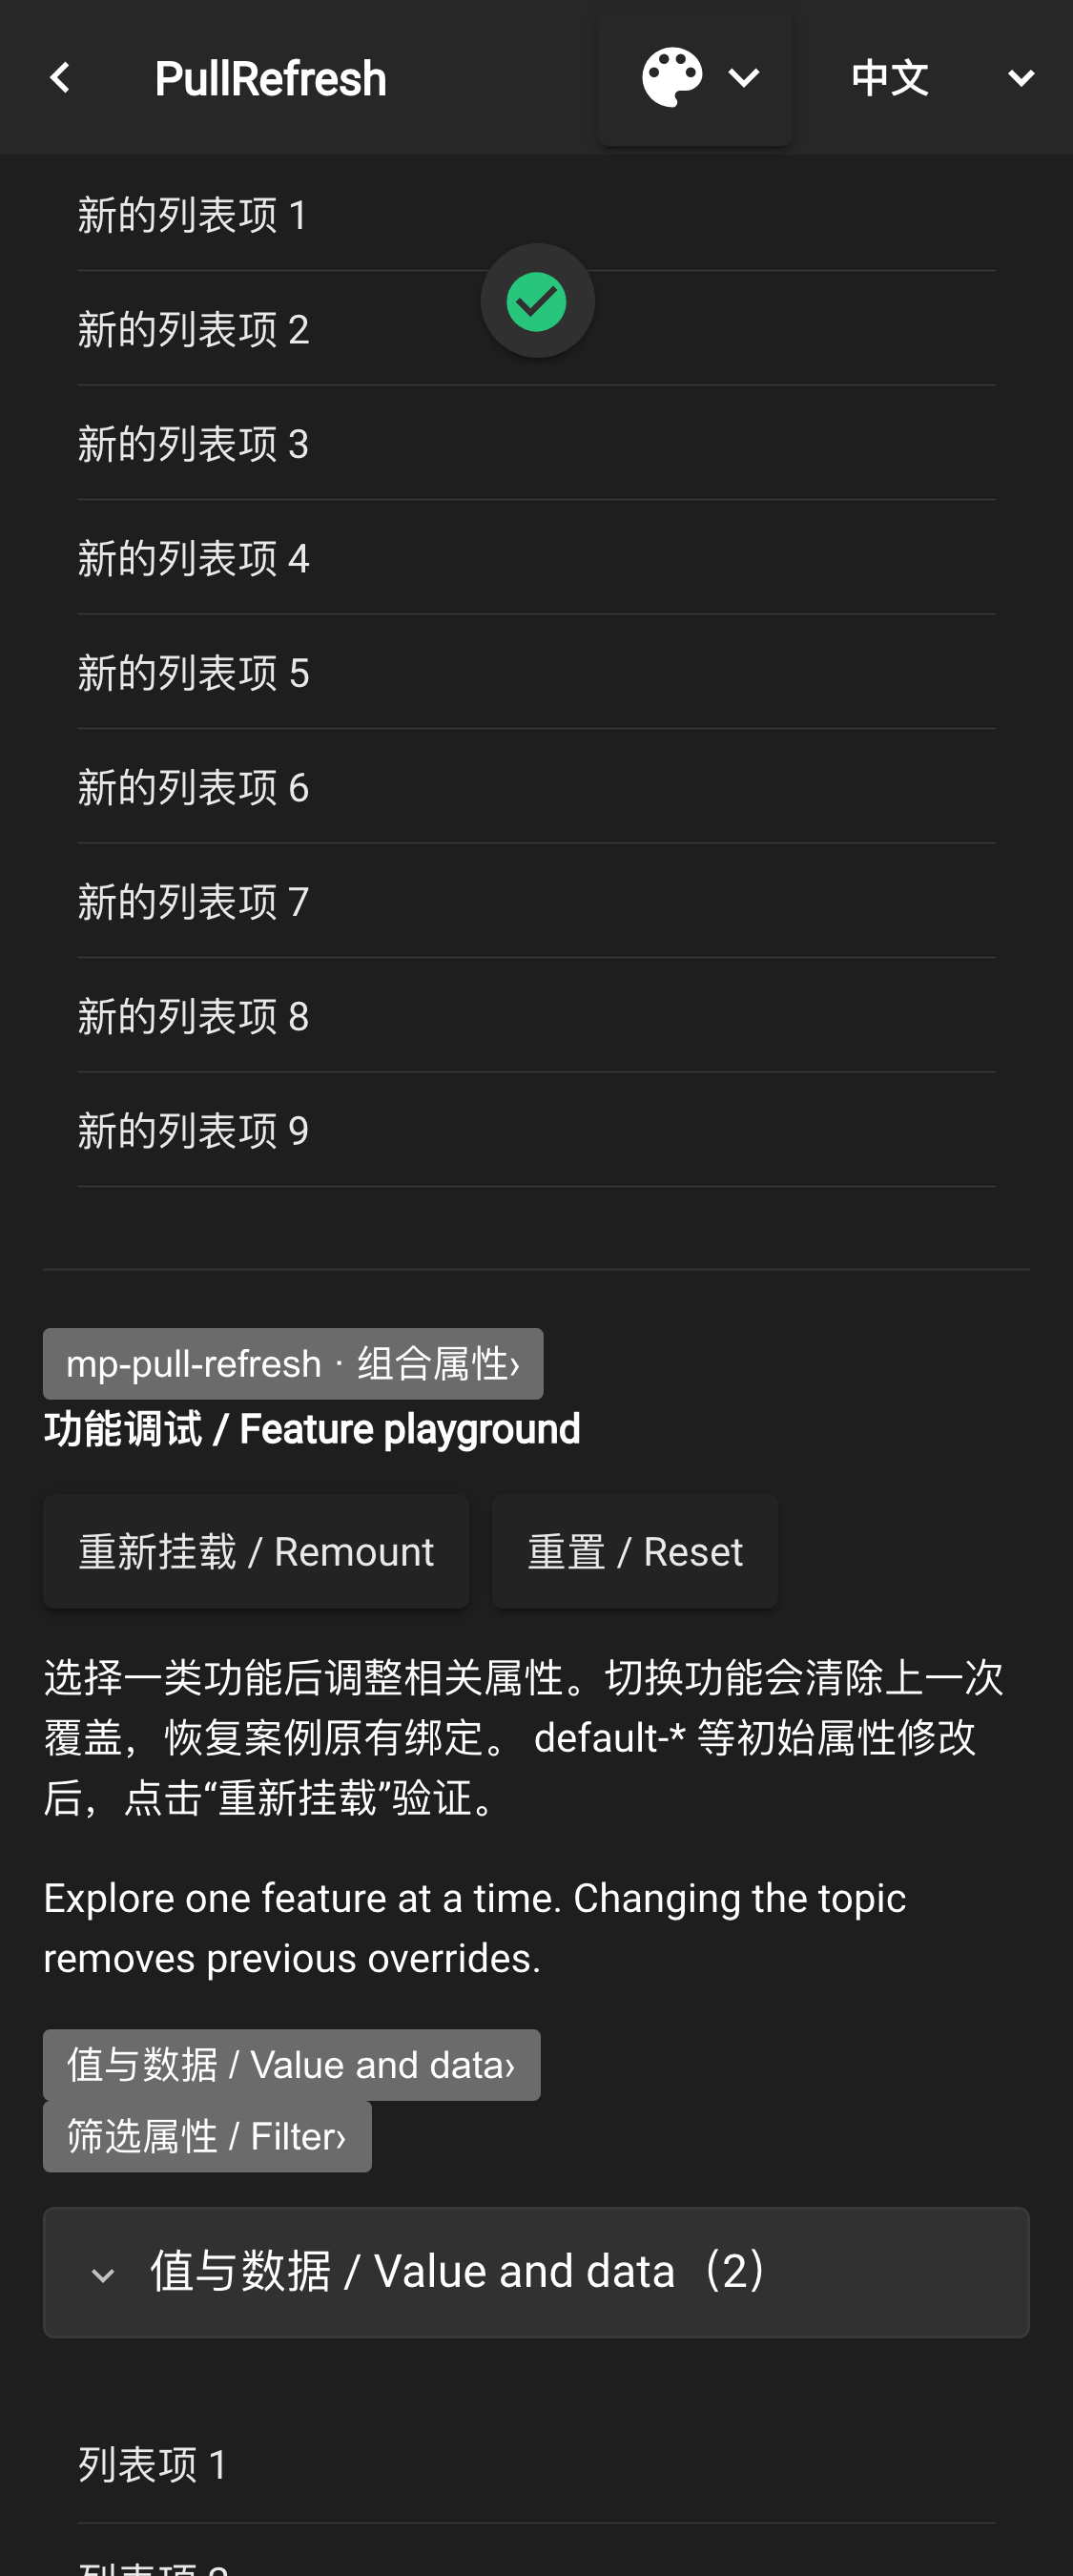 PullRefresh
中文
新的列表项 1
新的列表项 2
新的列表项 3
新的列表项 4
新的列表项 5
新的列表项 6
新的列表项 7
新的列表项 8
新的列表项 9
mp-pull-refresh · 组合属性›
功能调试 / Feature playground
重新挂载 / Remount
重置 / Reset
选择一类功能后调整相关属性。切换功能会清除上一次
覆盖，恢复案例原有绑定。 default-* 等初始属性修改
后，点击“重新挂载”验证。
Explore one feature at a time. Changing the topic
removes previous overrides.
值与数据 / Value and data›
筛选属性 / Filter›
值与数据 / Value and data（2）
列表项 1
列表项 2